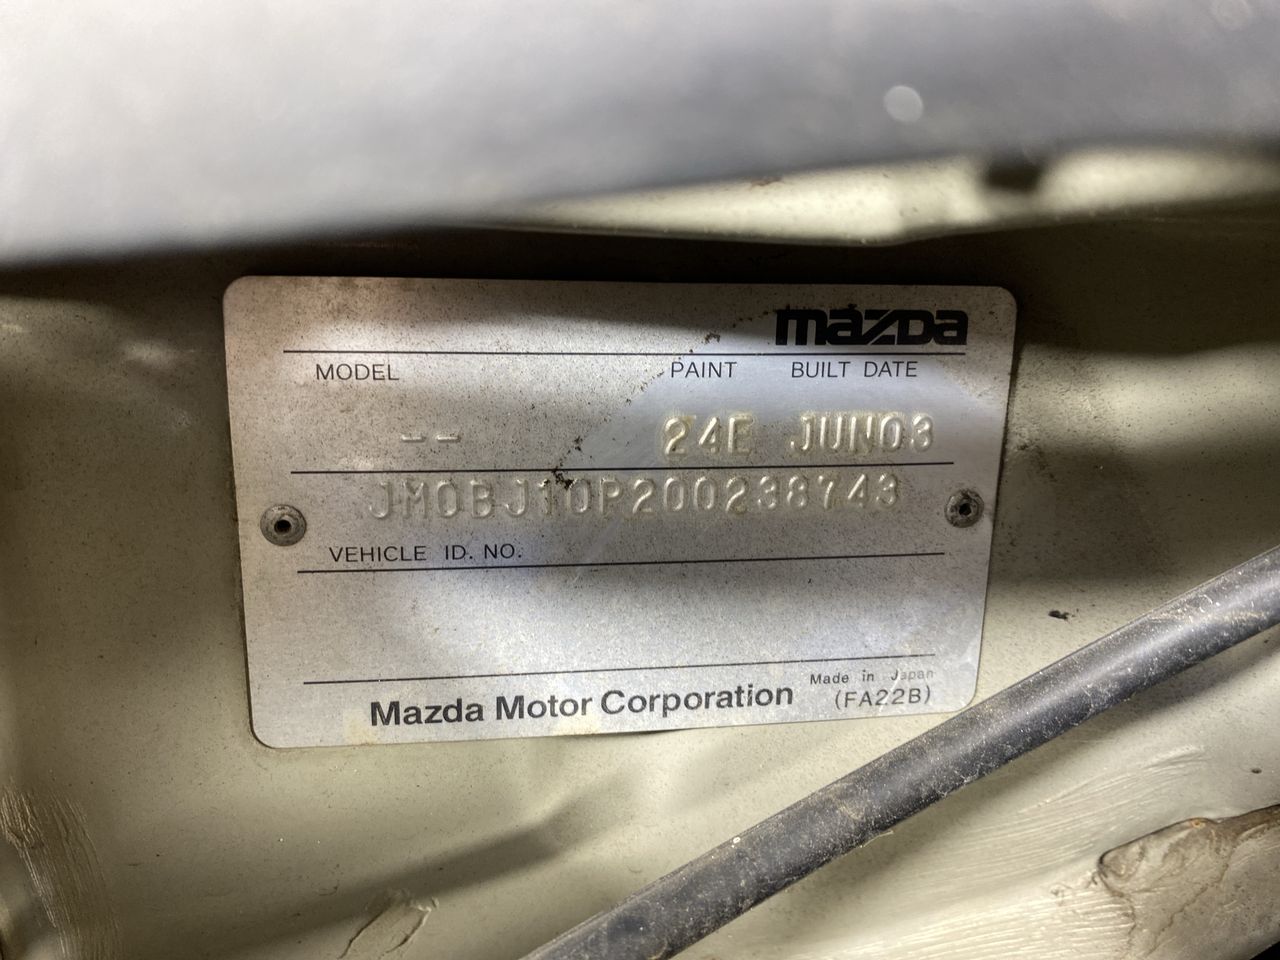 mazda
MODEL PAINT BUILT DATE
-- 24E JUN03
JM0BJ10P200238743
VEHICLE ID. NO.
Made in Japan
Mazda Motor Corporation (FA22B)